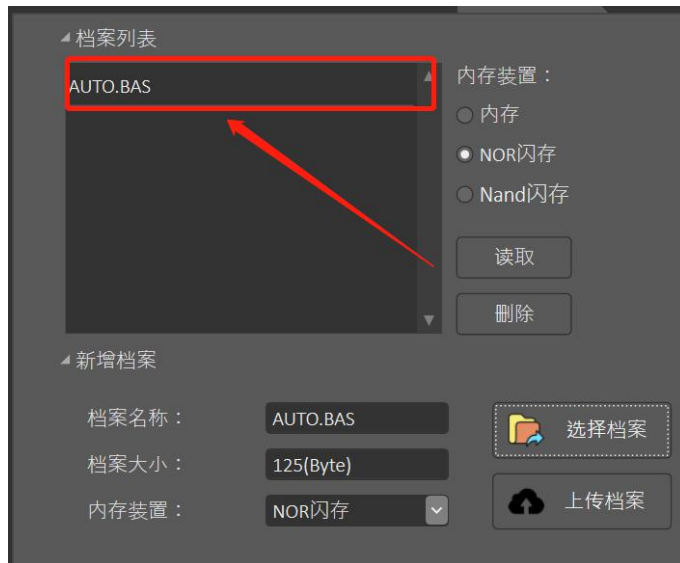 档案列表
AUTO.BAS
内存装置：
内存
NOR闪存
Nand闪存
读取
删除
新增档案
档案名称：
AUTO.BAS
选择档案
档案大小：
125(Byte)
内存装置：
NOR闪存
上传档案